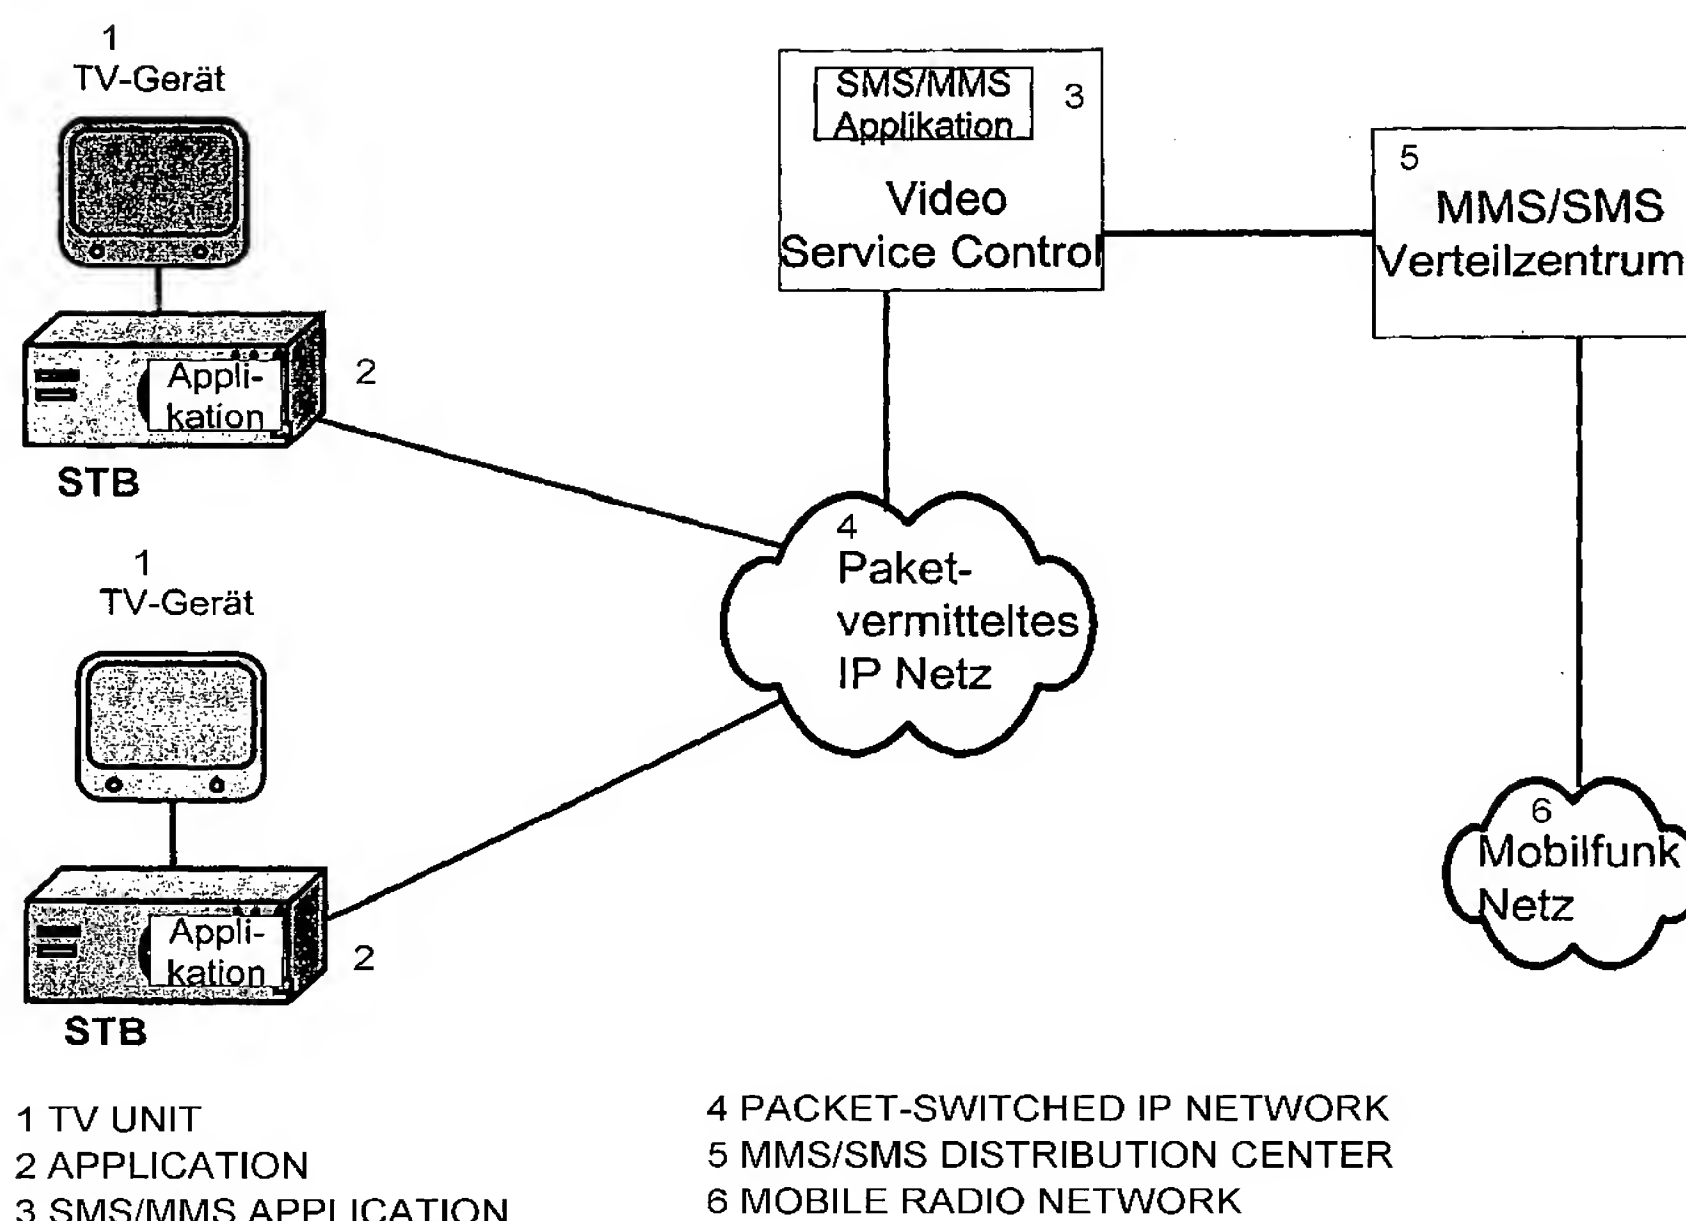 1
TV-Gerät
Appli-
kation
2
STB
1
TV-Gerät
Appli-
kation
2
STB
SMS/MMS
Applikation
3
Video
Service Control
4
Paket-
vermitteltes
IP Netz
5
MMS/SMS
Verteilzentrum
6
Mobilfunk
Netz
1 TV UNIT
2 APPLICATION
3 SMS/MMS APPLICATION
4 PACKET-SWITCHED IP NETWORK
5 MMS/SMS DISTRIBUTION CENTER
6 MOBILE RADIO NETWORK